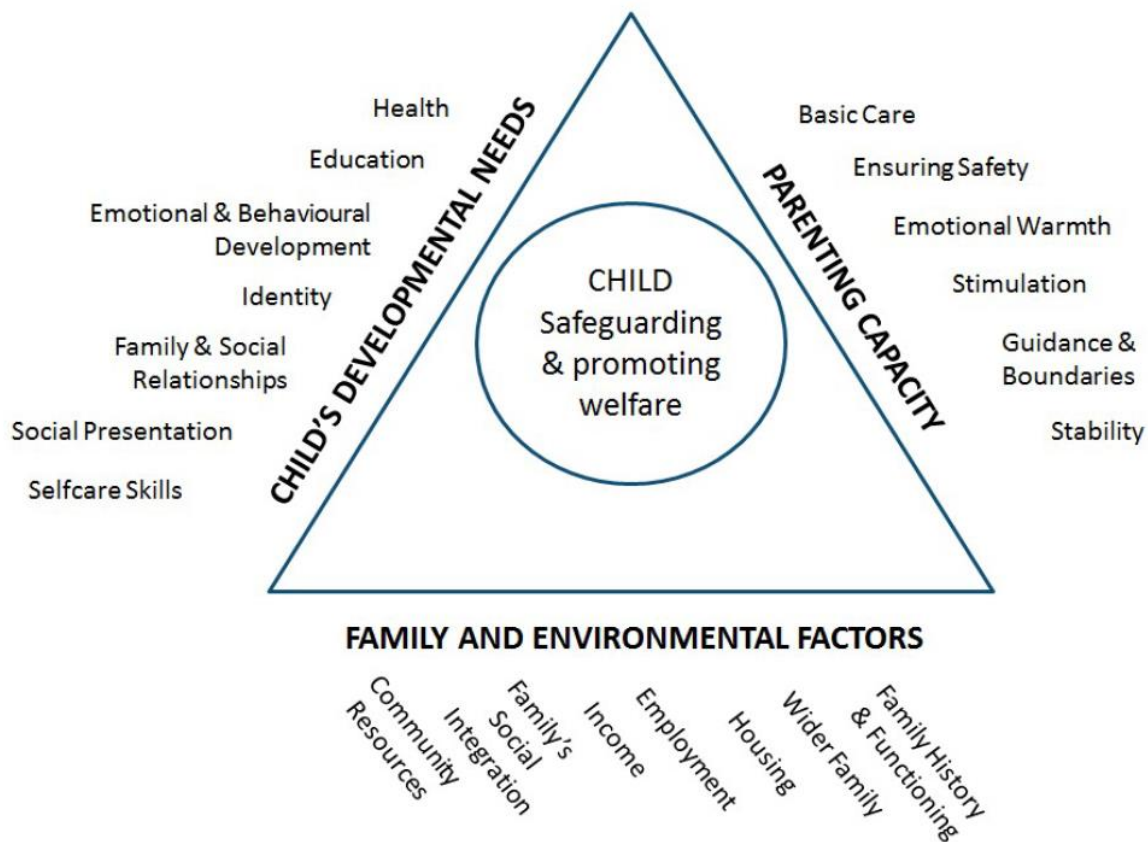 Health
Education
Emotional & Behavioural
Development
Identity
Family & Social
Relationships
Social Presentation
Selfcare Skills
CHILD'S DEVELOPMENTAL NEEDS
CHILD
Safeguarding
& promoting
welfare
PARENTING CAPACITY
Basic Care
Ensuring Safety
Emotional Warmth
Stimulation
Guidance &
Boundaries
Stability
FAMILY AND ENVIRONMENTAL FACTORS
Community
Resources
Family’s
Social
Integration
Income
Employment
Housing
Wider Family
Family History
& Functioning